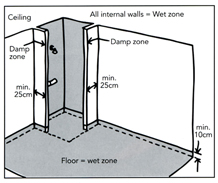 Ceiling
All internal walls = Wet zone
Damp
zone
Damp zone
min.
25cm
min.
25cm
min.
10cm
Floor = wet zone